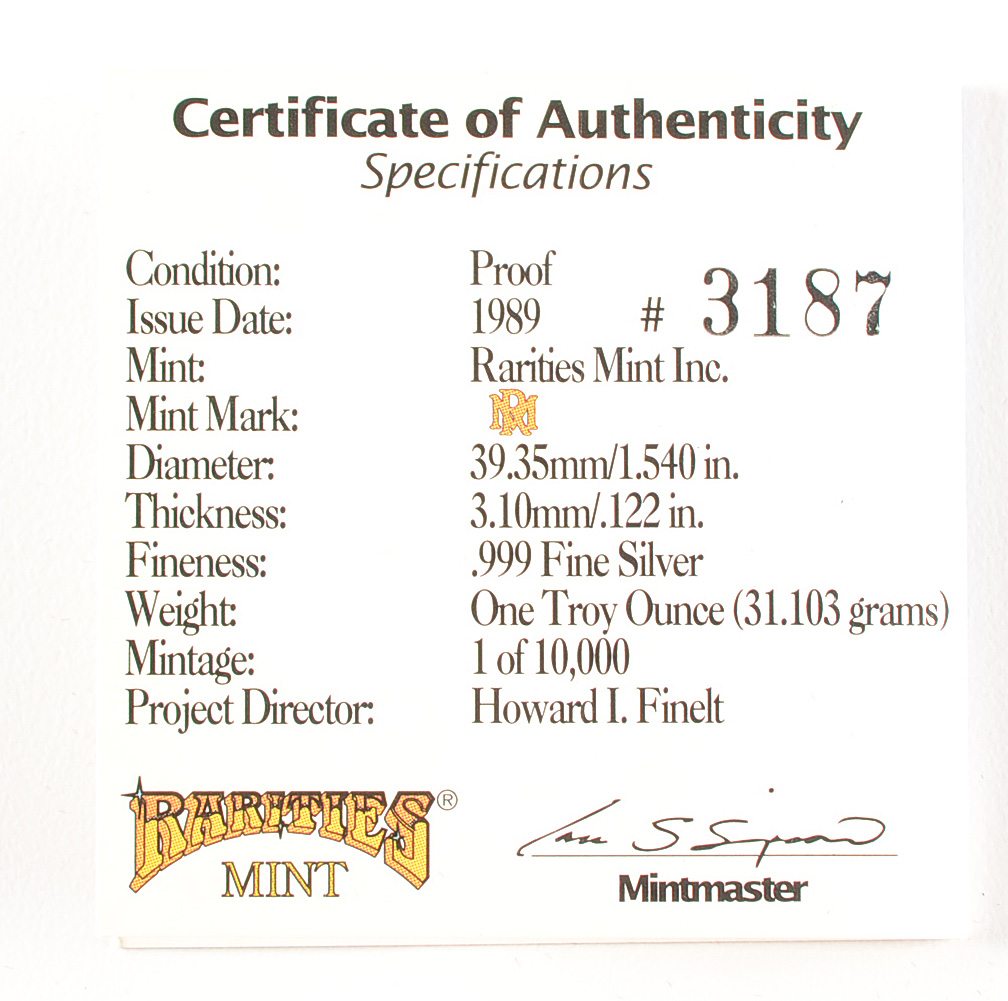 Certificate of Authenticity
Specifications
Condition: Proof
Issue Date: 1989 # 3187
Mint: Rarities Mint Inc.
Mint Mark: RM
Diameter: 39.35mm/1.540 in.
Thickness: 3.10mm/.122 in.
Fineness: .999 Fine Silver
Weight: One Troy Ounce (31.103 grams)
Mintage: 1 of 10,000
Project Director: Howard I. Finelt
RARITIES®
MINT
Mintmaster